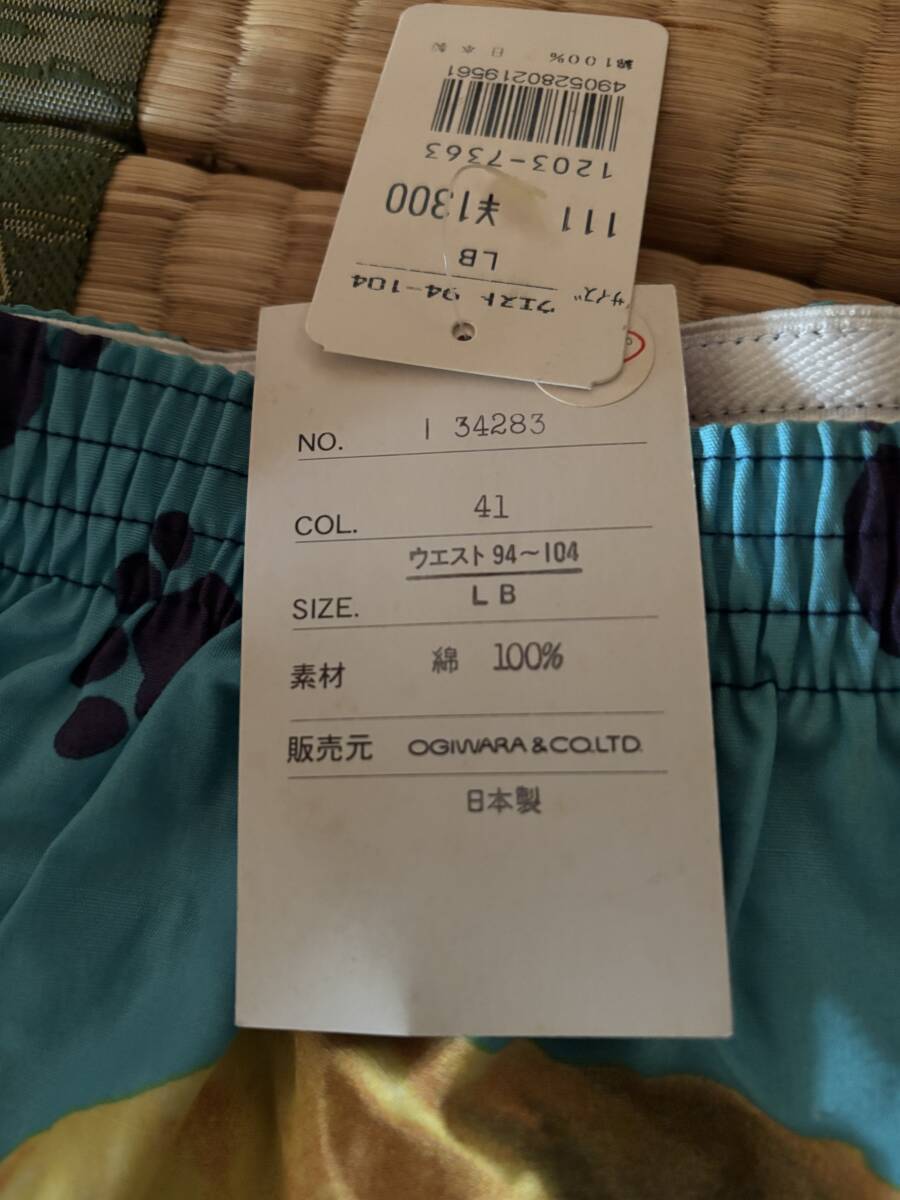 サイズ ウエスト 94-104
LB
111 ¥1300
1203-7363
4905280219561
綿100% 日本製
NO. I 34283
COL. 41
ウエスト 94～104
SIZE. LB
素材 綿 100%
販売元 OGIWARA & CO.LTD.
日本製